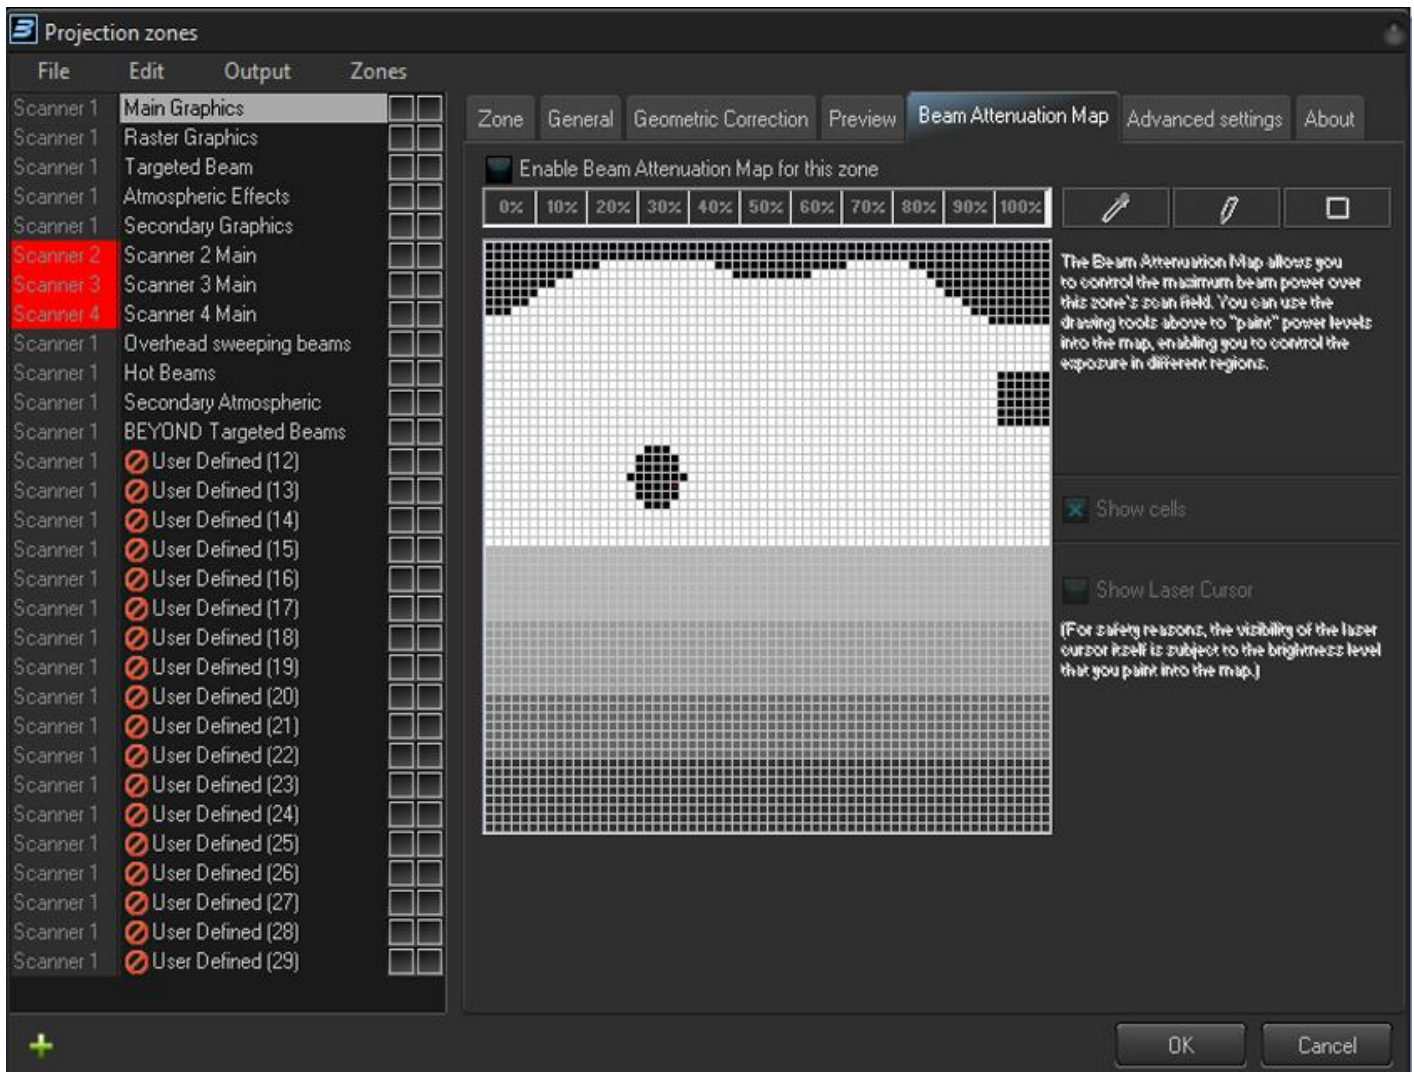 Projection zones
File Edit Output Zones
Scanner 1 Main Graphics
Scanner 1 Raster Graphics
Scanner 1 Targeted Beam
Scanner 1 Atmospheric Effects
Scanner 1 Secondary Graphics
Scanner 2 Scanner 2 Main
Scanner 3 Scanner 3 Main
Scanner 4 Scanner 4 Main
Scanner 1 Overhead sweeping beams
Scanner 1 Hot Beams
Scanner 1 Secondary Atmospheric
Scanner 1 BEYOND Targeted Beams
Scanner 1 User Defined (12)
Scanner 1 User Defined (13)
Scanner 1 User Defined (14)
Scanner 1 User Defined (15)
Scanner 1 User Defined (16)
Scanner 1 User Defined (17)
Scanner 1 User Defined (18)
Scanner 1 User Defined (19)
Scanner 1 User Defined (20)
Scanner 1 User Defined (21)
Scanner 1 User Defined (22)
Scanner 1 User Defined (23)
Scanner 1 User Defined (24)
Scanner 1 User Defined (25)
Scanner 1 User Defined (26)
Scanner 1 User Defined (27)
Scanner 1 User Defined (28)
Scanner 1 User Defined (29)
Zone General Geometric Correction Preview Beam Attenuation Map Advanced settings About
Enable Beam Attenuation Map for this zone
0% 10% 20% 30% 40% 50% 60% 70% 80% 90% 100%
The Beam Attenuation Map allows you
to control the maximum beam power over
this zone's scan field. You can use the
drawing tools above to "paint" power levels
into the map, enabling you to control the
exposure in different regions.
Show cells
Show Laser Cursor
(For safety reasons, the visibility of the laser
cursor itself is subject to the brightness level
that you paint into the map.)
OK Cancel